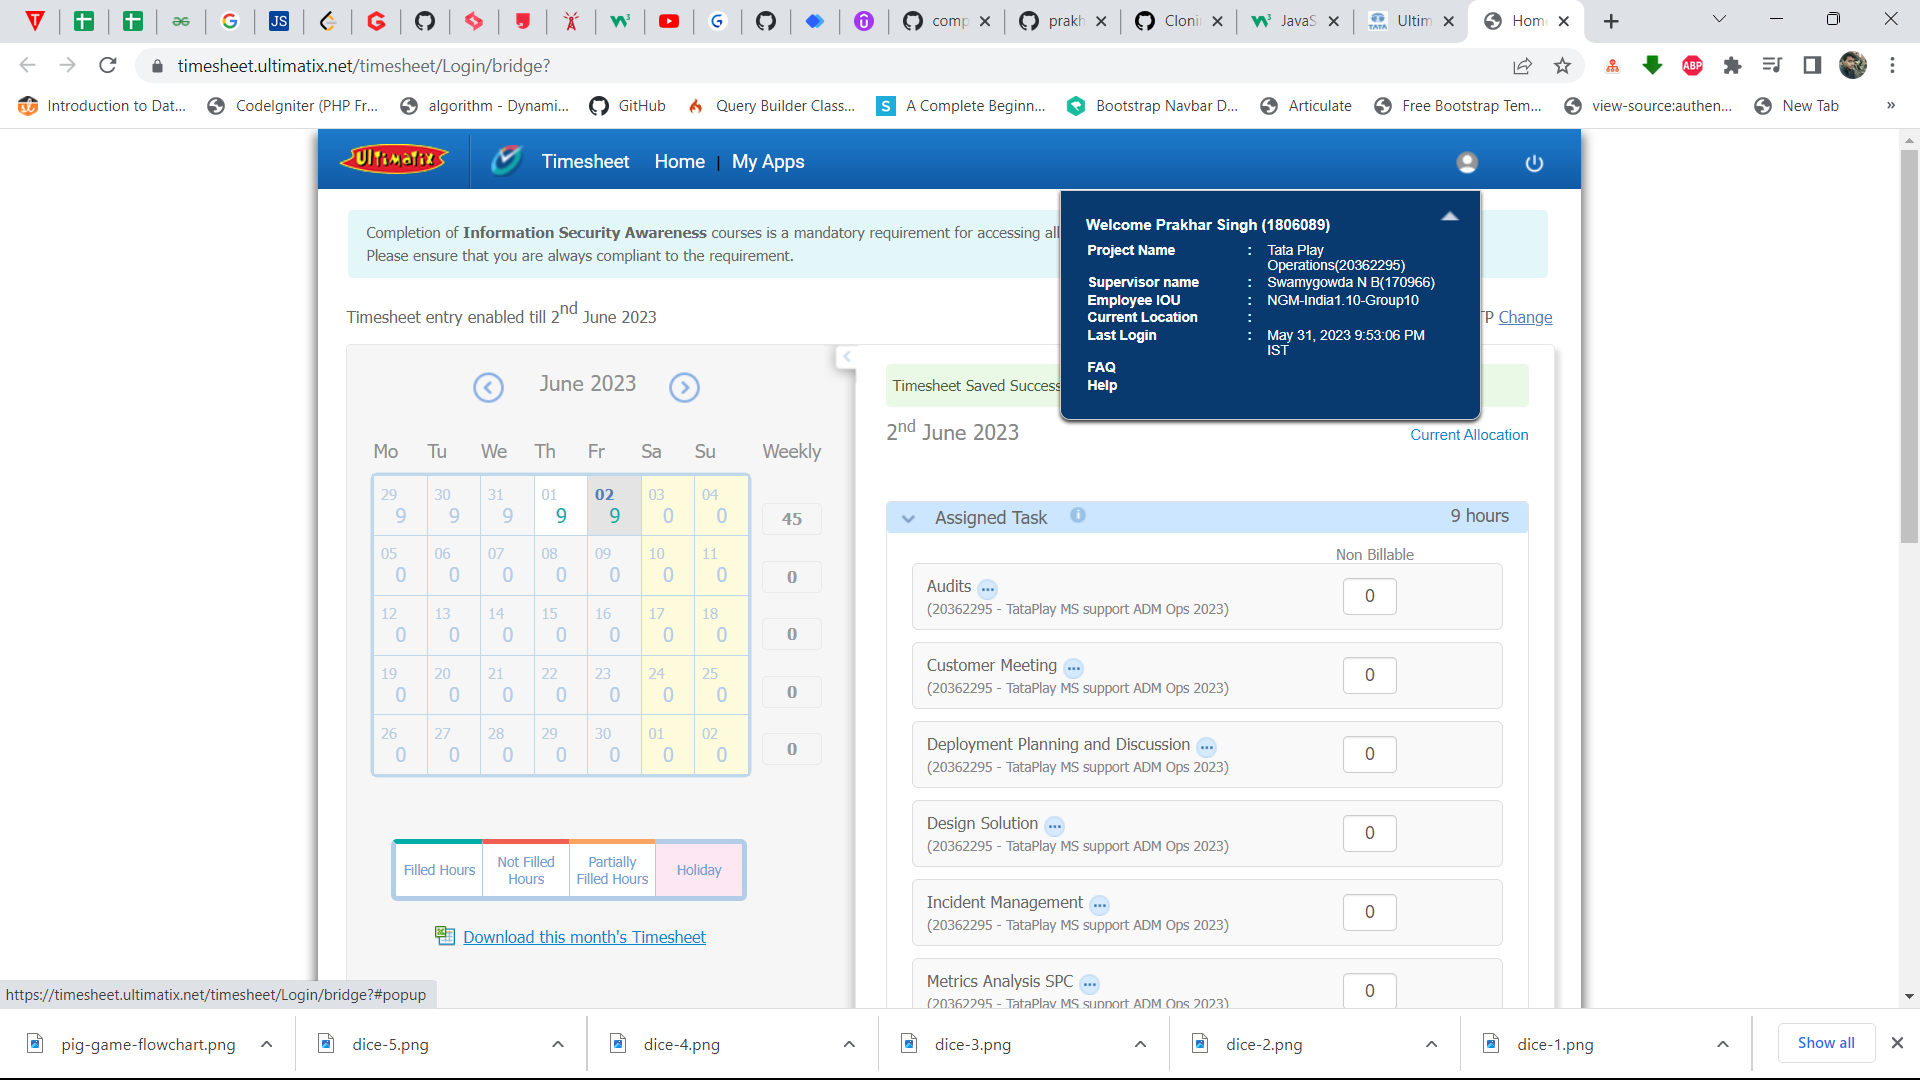 comp
prakh
Cloni
JavaS
Ultim
Hom
timesheet.ultimatix.net/timesheet/Login/bridge?
Introduction to Dat...
CodeIgniter (PHP Fr...
algorithm - Dynami...
GitHub
Query Builder Class...
A Complete Beginn...
Bootstrap Navbar D...
Articulate
Free Bootstrap Tem...
view-source:authen...
New Tab
»
Ultimatix
Timesheet
Home
|
My Apps
Welcome Prakhar Singh (1806089)
Project Name : Tata Play
Operations(20362295)
Supervisor name : Swamygowda N B(170966)
Employee IOU : NGM-India1.10-Group10
Current Location :
Last Login : May 31, 2023 9:53:06 PM
IST
FAQ
Help
Completion of Information Security Awareness courses is a mandatory requirement for accessing all
Please ensure that you are always compliant to the requirement.
Timesheet entry enabled till 2nd June 2023
TP Change
June 2023
Mo Tu We Th Fr Sa Su Weekly
29 30 31 01 02 03 04
9 9 9 9 9 0 0 45
05 06 07 08 09 10 11
0 0 0 0 0 0 0 0
12 13 14 15 16 17 18
0 0 0 0 0 0 0 0
19 20 21 22 23 24 25
0 0 0 0 0 0 0 0
26 27 28 29 30 01 02
0 0 0 0 0 0 0 0
Filled Hours
Not Filled
Hours
Partially
Filled Hours
Holiday
Download this month's Timesheet
Timesheet Saved Success
2nd June 2023
Current Allocation
Assigned Task
9 hours
Non Billable
Audits
(20362295 - TataPlay MS support ADM Ops 2023)
0
Customer Meeting
(20362295 - TataPlay MS support ADM Ops 2023)
0
Deployment Planning and Discussion
(20362295 - TataPlay MS support ADM Ops 2023)
0
Design Solution
(20362295 - TataPlay MS support ADM Ops 2023)
0
Incident Management
(20362295 - TataPlay MS support ADM Ops 2023)
0
Metrics Analysis SPC
(20362295 - TataPlay MS support ADM Ops 2023)
0
https://timesheet.ultimatix.net/timesheet/Login/bridge?#popup
pig-game-flowchart.png
dice-5.png
dice-4.png
dice-3.png
dice-2.png
dice-1.png
Show all